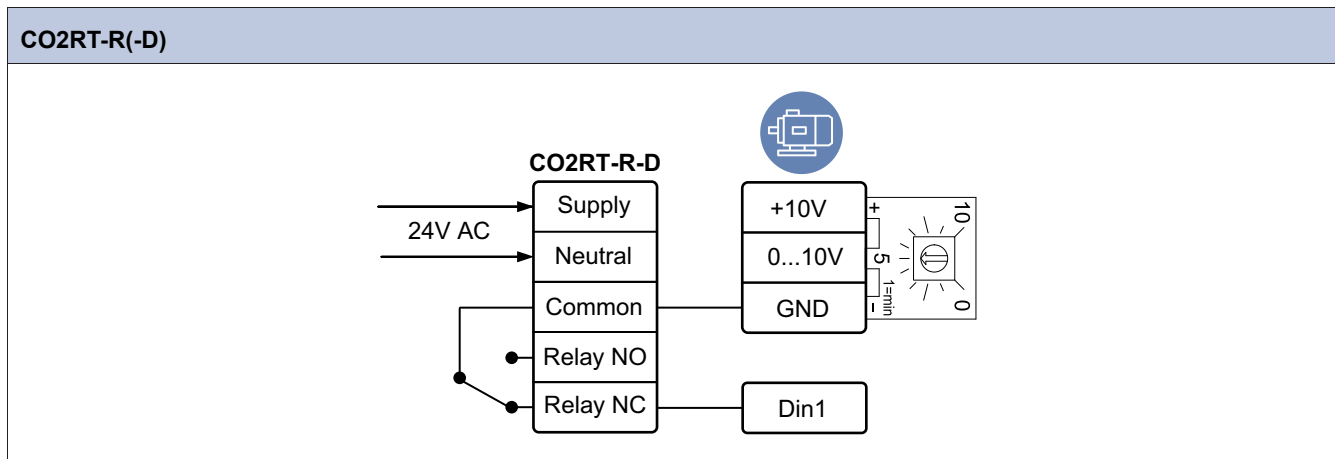 CO2RT-R(-D)
CO2RT-R-D
24V AC
Supply
Neutral
Common
Relay NO
Relay NC
+10V
0...10V
GND
Din1
+
-
10
5
1=min
0